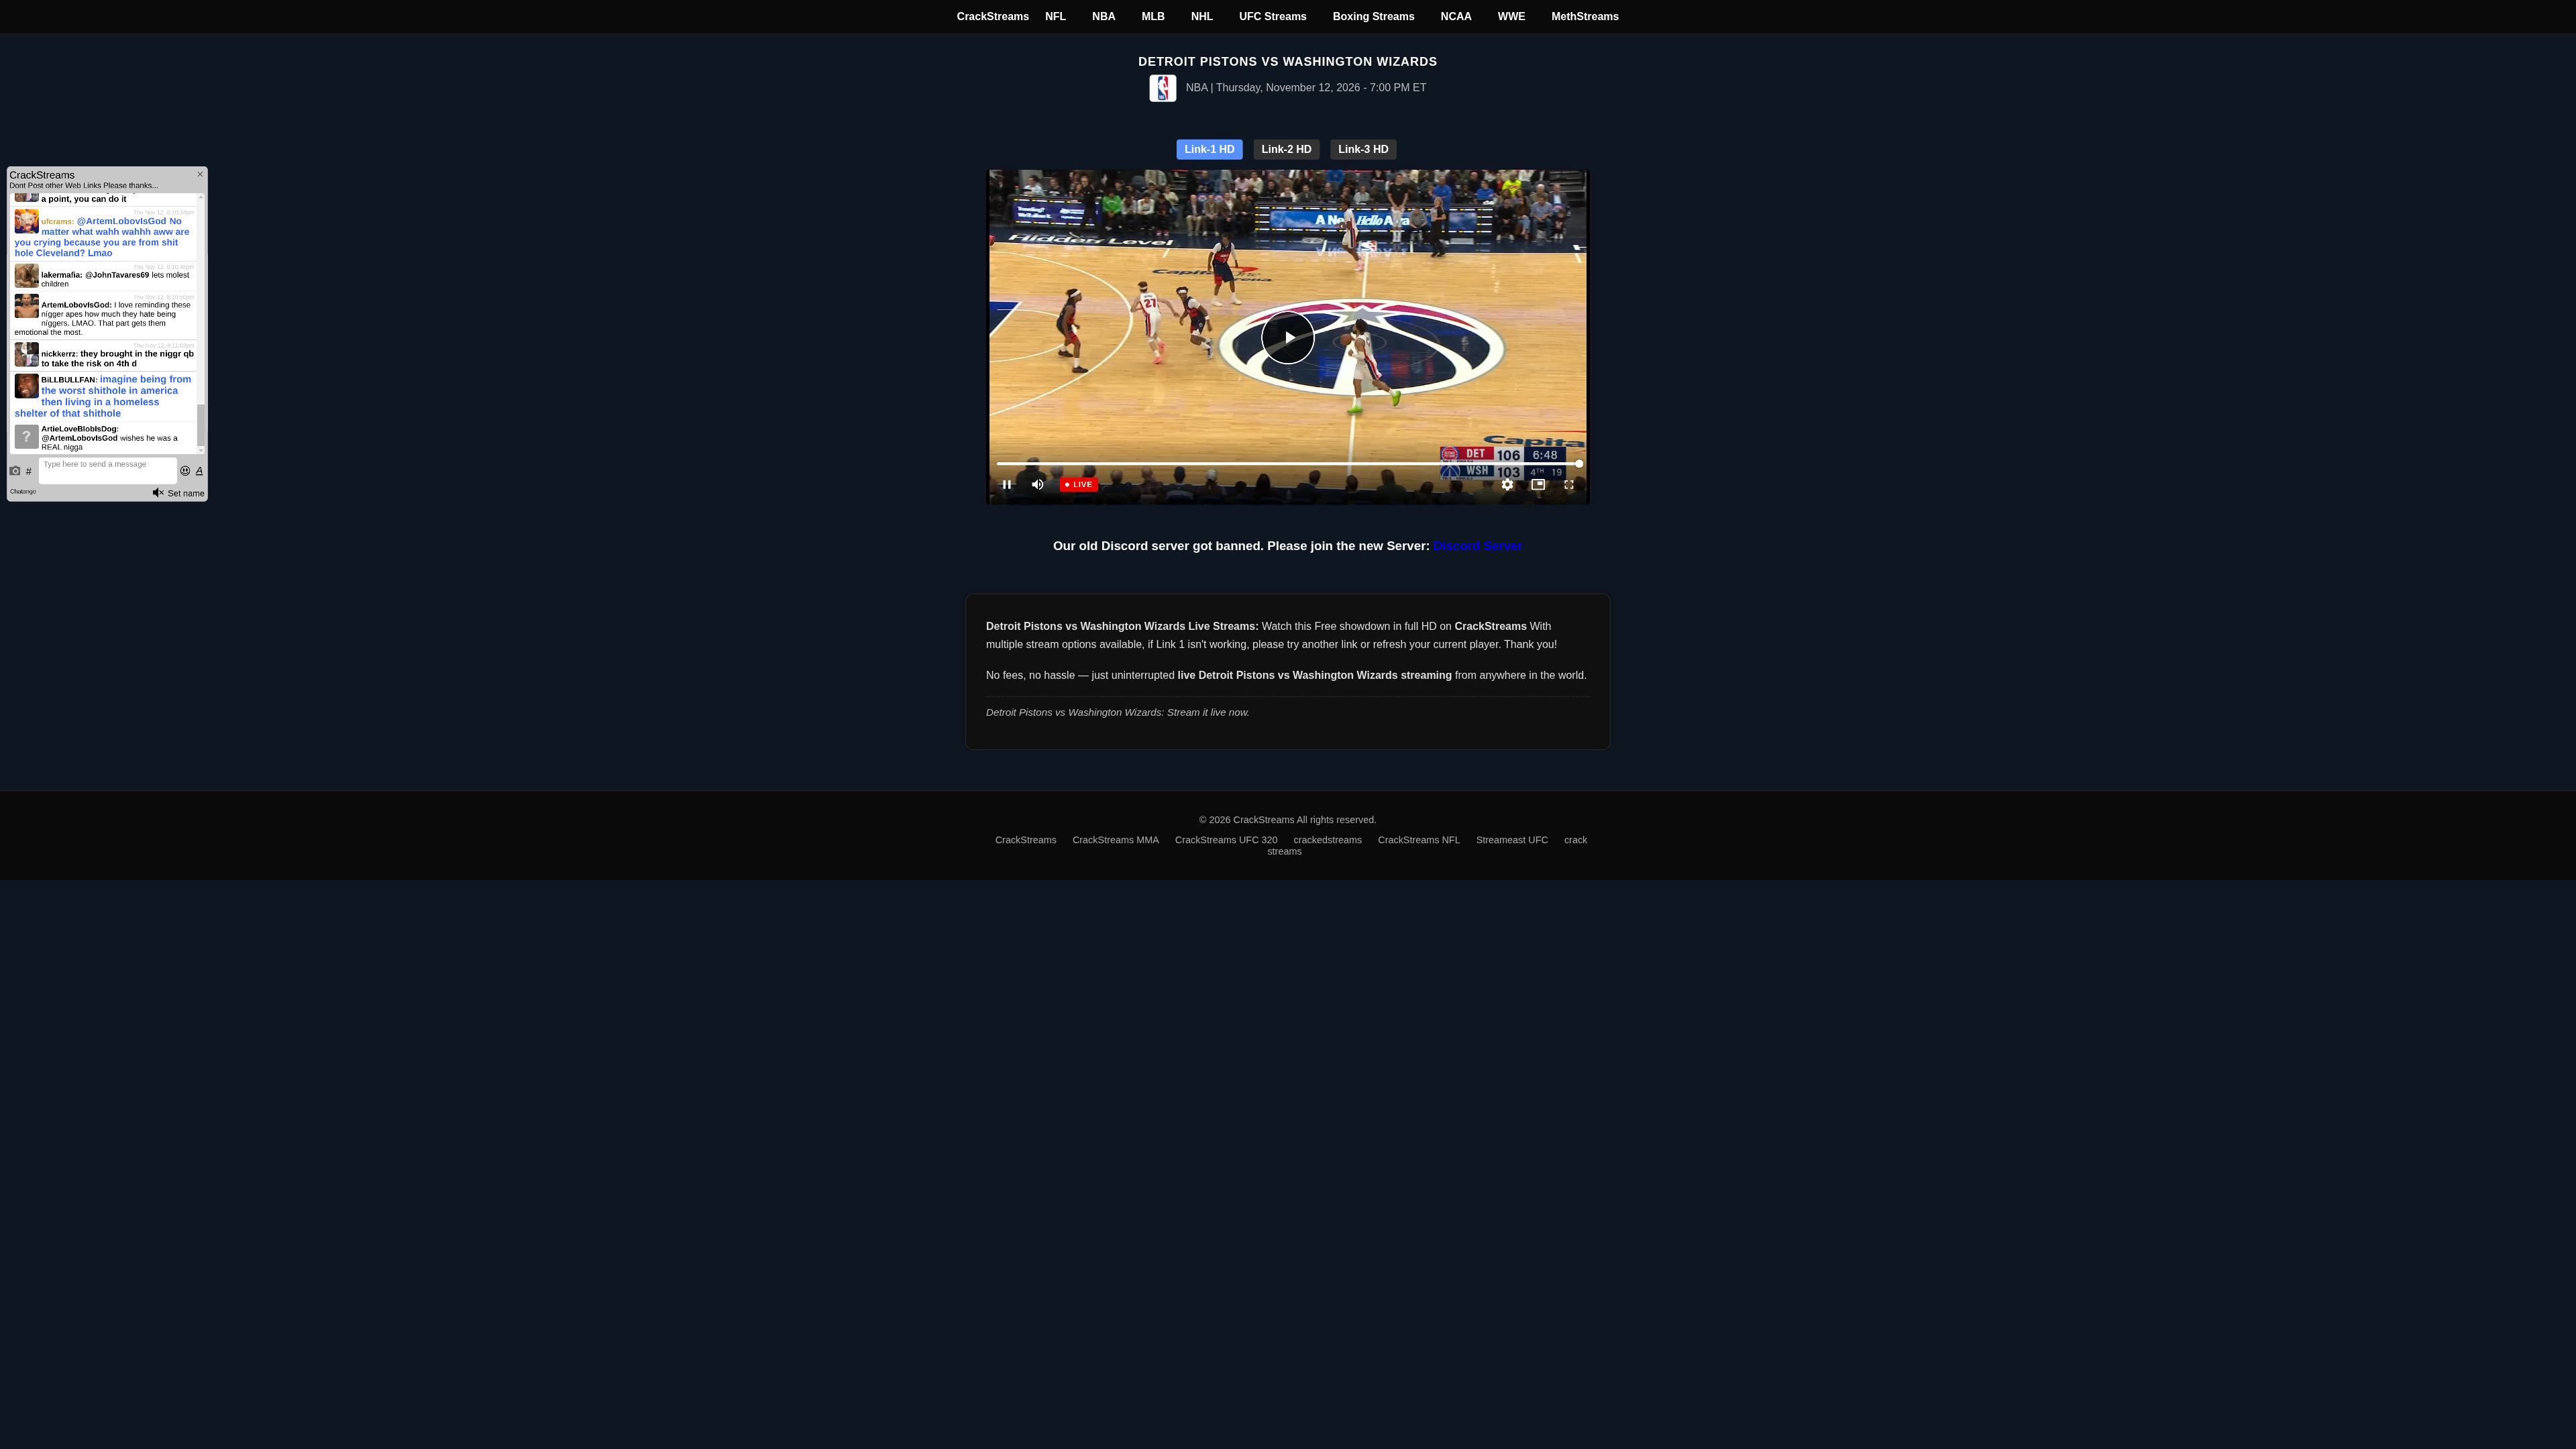 CrackStreams NFL NBA MLB NHL UFC Streams Boxing Streams NCAA WWE MethStreams
DETROIT PISTONS VS WASHINGTON WIZARDS
NBA | Thursday, November 12, 2026 - 7:00 PM ET
Link-1 HD Link-2 HD Link-3 HD
CrackStreams
Dont Post other Web Links Please thanks...
a point, you can do it
ufcrams: @ArtemLobovIsGod No
matter what wahh wahhh aww are
you crying because you are from shit
hole Cleveland? Lmao
lakermafia: @JohnTavares69 lets molest
children
ArtemLobovIsGod: I love reminding these
nígger apes how much they hate being
níggers. LMAO. That part gets them
emotional the most.
Thu Nov 12, 8:11:03pm
nickkerrz: they brought in the niggr qb
to take the risk on 4th d
BiLLBULLFAN: imagine being from
the worst shithole in america
then living in a homeless
shelter of that shithole
ArtieLoveBlobIsDog:
@ArtemLobovIsGod wishes he was a
REAL nigga
Type here to send a message
Chatango
Set name
Hidden Level
DET 106 6:48
WSH 103 4TH 19
LIVE
Our old Discord server got banned. Please join the new Server: Discord Server
Detroit Pistons vs Washington Wizards Live Streams: Watch this Free showdown in full HD on CrackStreams With
multiple stream options available, if Link 1 isn't working, please try another link or refresh your current player. Thank you!
No fees, no hassle — just uninterrupted live Detroit Pistons vs Washington Wizards streaming from anywhere in the world.
Detroit Pistons vs Washington Wizards: Stream it live now.
© 2026 CrackStreams All rights reserved.
CrackStreams CrackStreams MMA CrackStreams UFC 320 crackedstreams CrackStreams NFL Streameast UFC crack
streams